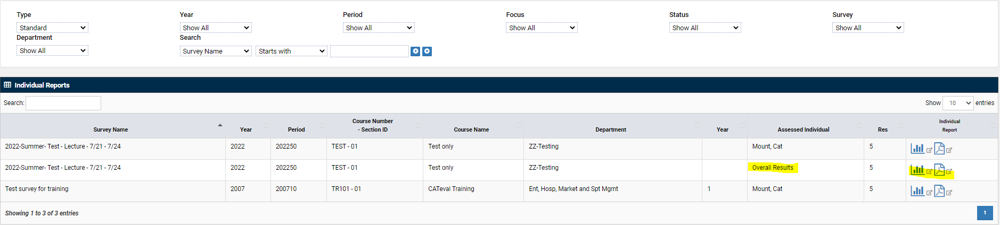 Type Year Period Focus Status Survey
Standard Show All Show All Show All Show All Show All
Department Search
Show All Survey Name Starts with
Individual Reports
Search: Show 10 entries
Survey Name Year Period Course Number - Section ID Course Name Department Year Assessed Individual Res Individual Report
2022-Summer- Test - Lecture - 7/21 - 7/24 2022 202250 TEST - 01 Test only ZZ-Testing Mount, Cat 5
2022-Summer- Test - Lecture - 7/21 - 7/24 2022 202250 TEST - 01 Test only ZZ-Testing Overall Results 5
Test survey for training 2007 200710 TR101 - 01 CATeval Training Ent, Hosp, Market and Spt Mgmt 1 Mount, Cat 5
Showing 1 to 3 of 3 entries 1